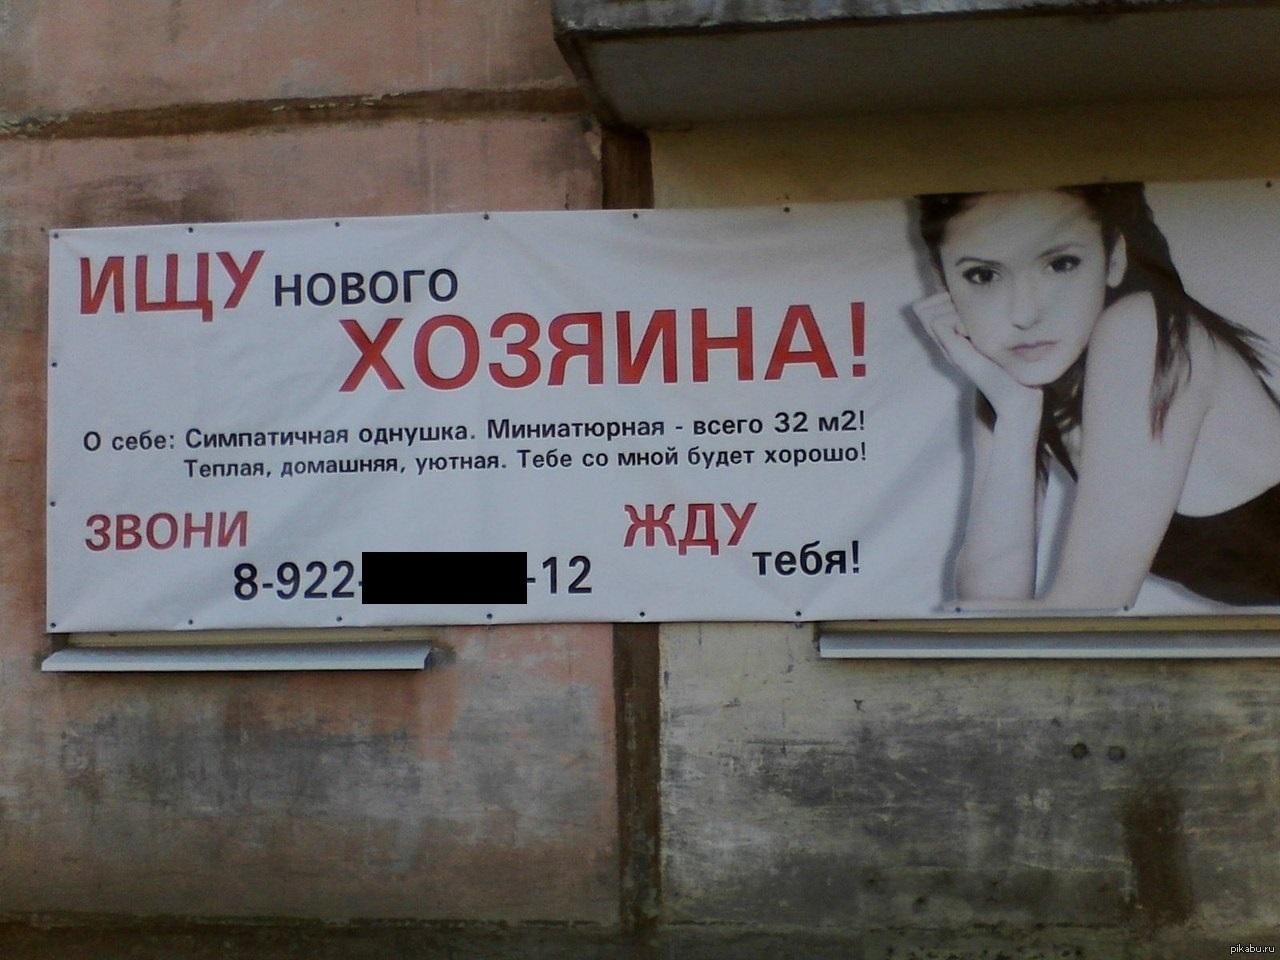 ИЩУ нового
ХОЗЯИНА!
О себе: Симпатичная однушка. Миниатюрная - всего 32 м2!
Теплая, домашняя, уютная. Тебе со мной будет хорошо!
ЗВОНИ
8-922- -12
ЖДУ
тебя!
pikabu.ru